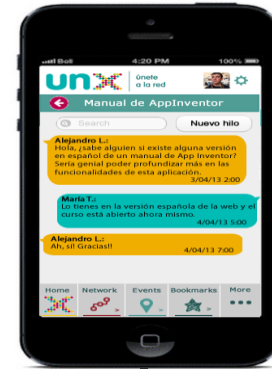 Bell 4:20 PM 100%
unx únete
a la red
Manual de AppInventor
Search Nuevo hilo
Alejandro L.:
Hola, ¿sabe alguien si existe alguna versión
en español de un manual de App Inventor?
Sería genial poder profundizar más en las
funcionalidades de esta aplicación.
3/04/13 2:00
María T.:
Lo tienes en la versión española de la web y el
curso está abierto ahora mismo.
4/04/13 5:00
Alejandro L.:
Ah, si! Gracias!!
4/04/13 7:00
Home Network Events Bookmarks More